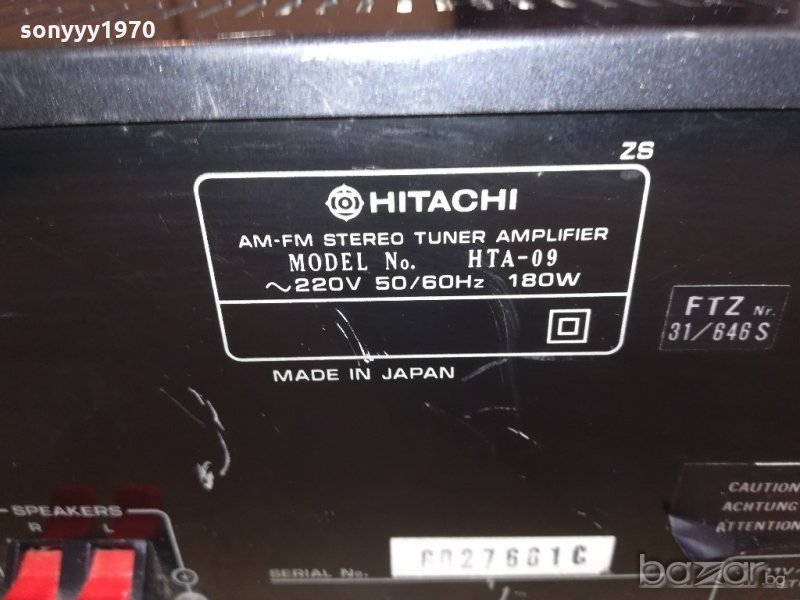 sonyyy1970
ZS
HITACHI
AM-FM STEREO TUNER AMPLIFIER
MODEL No. HTA-09
~220V 50/60Hz 180W
FTZ Nr.
31/646 S
MADE IN JAPAN
CAUTION
ACHTUNG
ATTENTION
SPEAKERS
R L
SERIAL No.
bazar.bg